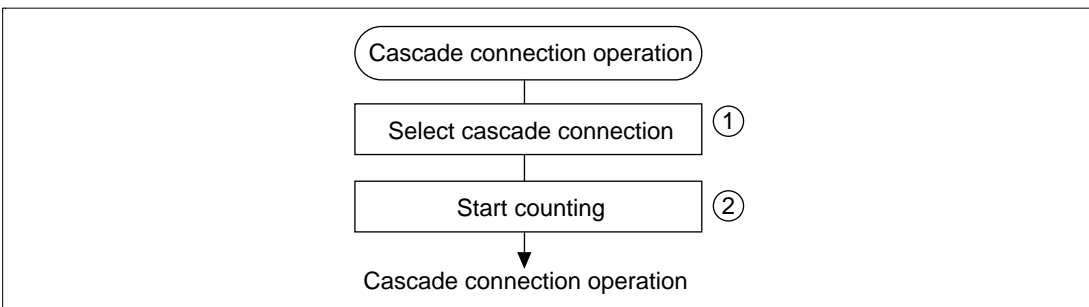 Cascade connection operation
Select cascade connection ①
Start counting ②
Cascade connection operation